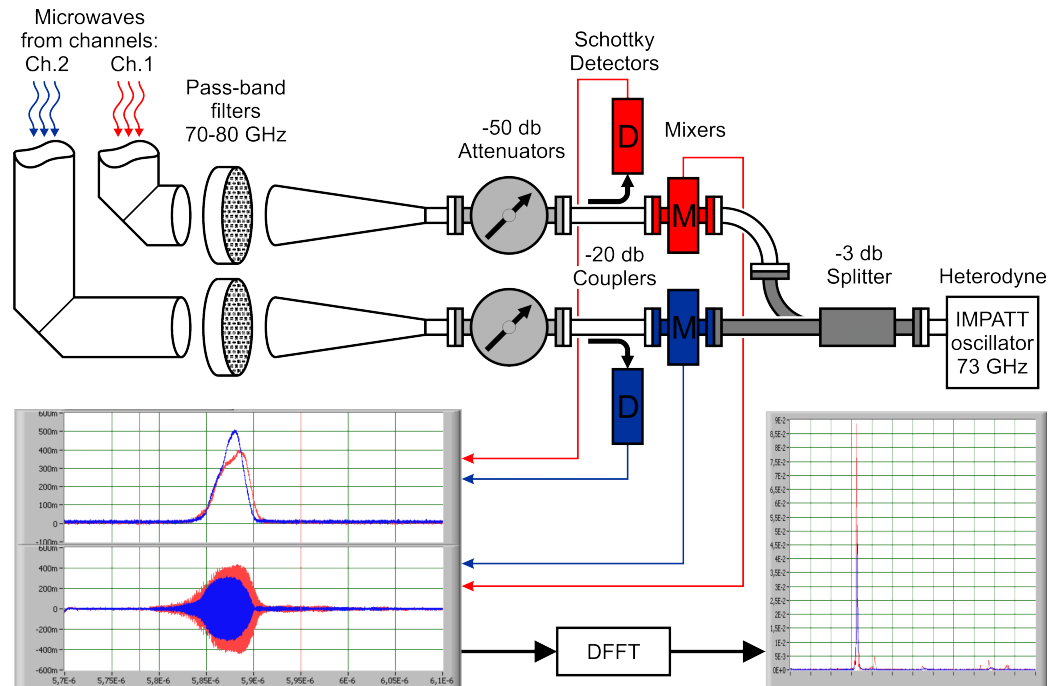 Microwaves
from channels:
Ch.2 Ch.1
Pass-band
filters
70-80 GHz
-50 db
Attenuators
Schottky
Detectors
D
Mixers
M
-20 db
Couplers
M
D
-3 db
Splitter
Heterodyne
IMPATT
oscillator
73 GHz
600m
500m
400m
300m
200m
100m
0
-100m
600m
400m
200m
0
-200m
-400m
-600m
5,7E-6 5,75E-6 5,8E-6 5,85E-6 5,9E-6 5,95E-6 6E-6 6,05E-6 6,1E-6
DFFT
9E-2
8,5E-2
8E-2
7,5E-2
7E-2
6,5E-2
6E-2
5,5E-2
5E-2
4,5E-2
4E-2
3,5E-2
3E-2
2,5E-2
2E-2
1,5E-2
1E-2
5E-3
0E+0